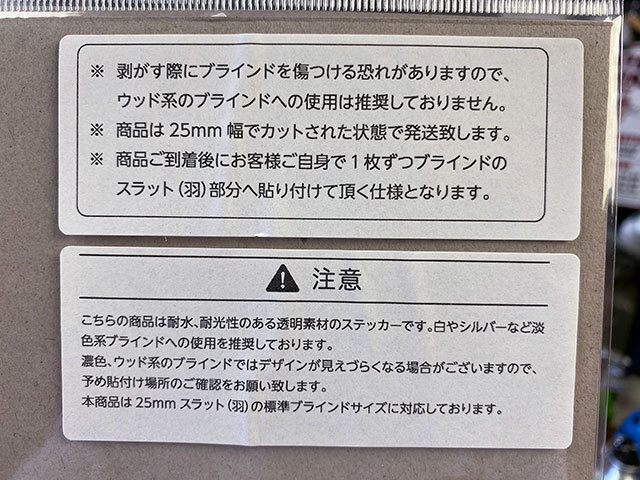 ※ 剥がす際にブラインドを傷つける恐れがありますので、
ウッド系のブラインドへの使用は推奨しておりません。
※ 商品は 25mm 幅でカットされた状態で発送致します。
※ 商品ご到着後にお客様ご自身で 1 枚ずつブラインドの
スラット（羽）部分へ貼り付けて頂く仕様となります。
注意
こちらの商品は耐水、耐光性のある透明素材のステッカーです。白やシルバーなど淡
色系ブラインドへの使用を推奨しております。
濃色、ウッド系のブラインドではデザインが見えづらくなる場合がございますので、
予め貼付け場所のご確認をお願い致します。
本商品は 25mm スラット（羽）の標準ブラインドサイズに対応しております。